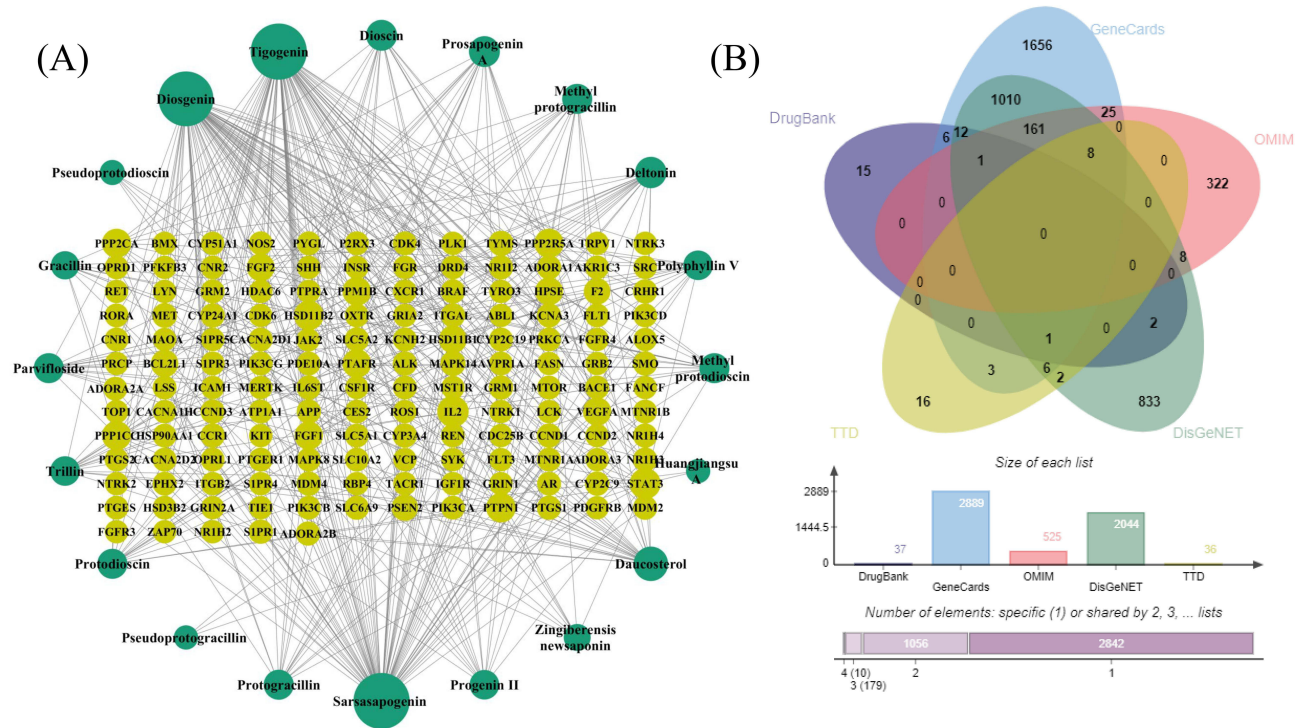 (A)
Tigogenin
Dioscin
Prosapogenin
A
Methyl
protogracillin
Diosgenin
Pseudoprotodioscin
Deltonin
Gracillin
Polyphyllin V
Parvifloside
Methyl
protodioscin
Trillin
Huangjiangsu
A
Protodioscin
Daucosterol
Pseudoprotogracillin
Zingiberensis
newsaponin
Protogracillin
Sarsasapogenin
Progenin II
PPP2CA BMX CYP51A1 NOS2 PYGL P2RX3 CDK4 PLK1 TYMS PPP2R5A TRPV1 NTRK3
OPRD1 PFKFB3 CNR2 FGF2 SHH INSR FGR DRD4 NR1I2 ADORA1 AKR1C3 SRC
RET LYN GRM2 HDAC6 PTPRA PPM1B CXCR1 BRAF TYRO3 HPSE F2 CRHR1
RORA MET CYP24A1 CDK6 HSD11B2 OXTR GRIA2 ITGAL ABL1 KCNA3 FLT1 PIK3CD
CNR1 MAOA S1PR5 CACNA2D1 JAK2 SLC5A2 KCNH2 HSD11B1 CYP2C19 PRKCA FGFR4 ALOX5
PRCP BCL2L1 S1PR3 PIK3CG PDE10A PTAFR ALK MAPK14 AVPR1A FASN GRB2 SMO
ADORA2A LSS ICAM1 MERTK IL6ST CSF1R CFD MST1R GRM1 MTOR BACE1 FANCF
TOP1 CACNA1H CCND3 ATP1A1 APP CES2 ROS1 IL2 NTRK1 LCK VEGFA MTNR1B
PPP1CC HSP90AA1 CCR1 KIT FGF1 SLC5A1 CYP3A4 REN CDC25B CCND1 CCND2 NR1H4
PTGS2 CACNA2D2 OPRL1 PTGER1 MAPK8 SLC10A2 VCP SYK FLT3 MTNR1A ADORA3 NR1H3
NTRK2 EPHX2 ITGB2 S1PR4 MDM4 RBP4 TACR1 IGF1R GRIN1 AR CYP2C9 STAT3
PTGES HSD3B2 GRIN2A TIE1 PIK3CB SLC6A9 PSEN2 PIK3CA PTPN1 PTGS1 PDGFRB MDM2
FGFR3 ZAP70 NR1H2 S1PR1 ADORA2B
(B)
GeneCards
1656
DrugBank
1010
25
0
6
12
161
OMIM
15
1
8
0
322
0
0
0
0
0
8
0
0
0
0
0
0
1
0
2
3
6
2
16
833
TTD
DisGeNET
Size of each list
2889
1444.5
0
37
2889
525
2044
36
DrugBank
GeneCards
OMIM
DisGeNET
TTD
Number of elements: specific (1) or shared by 2, 3, ... lists
1056
2842
4 (10)
3 (179)
2
1